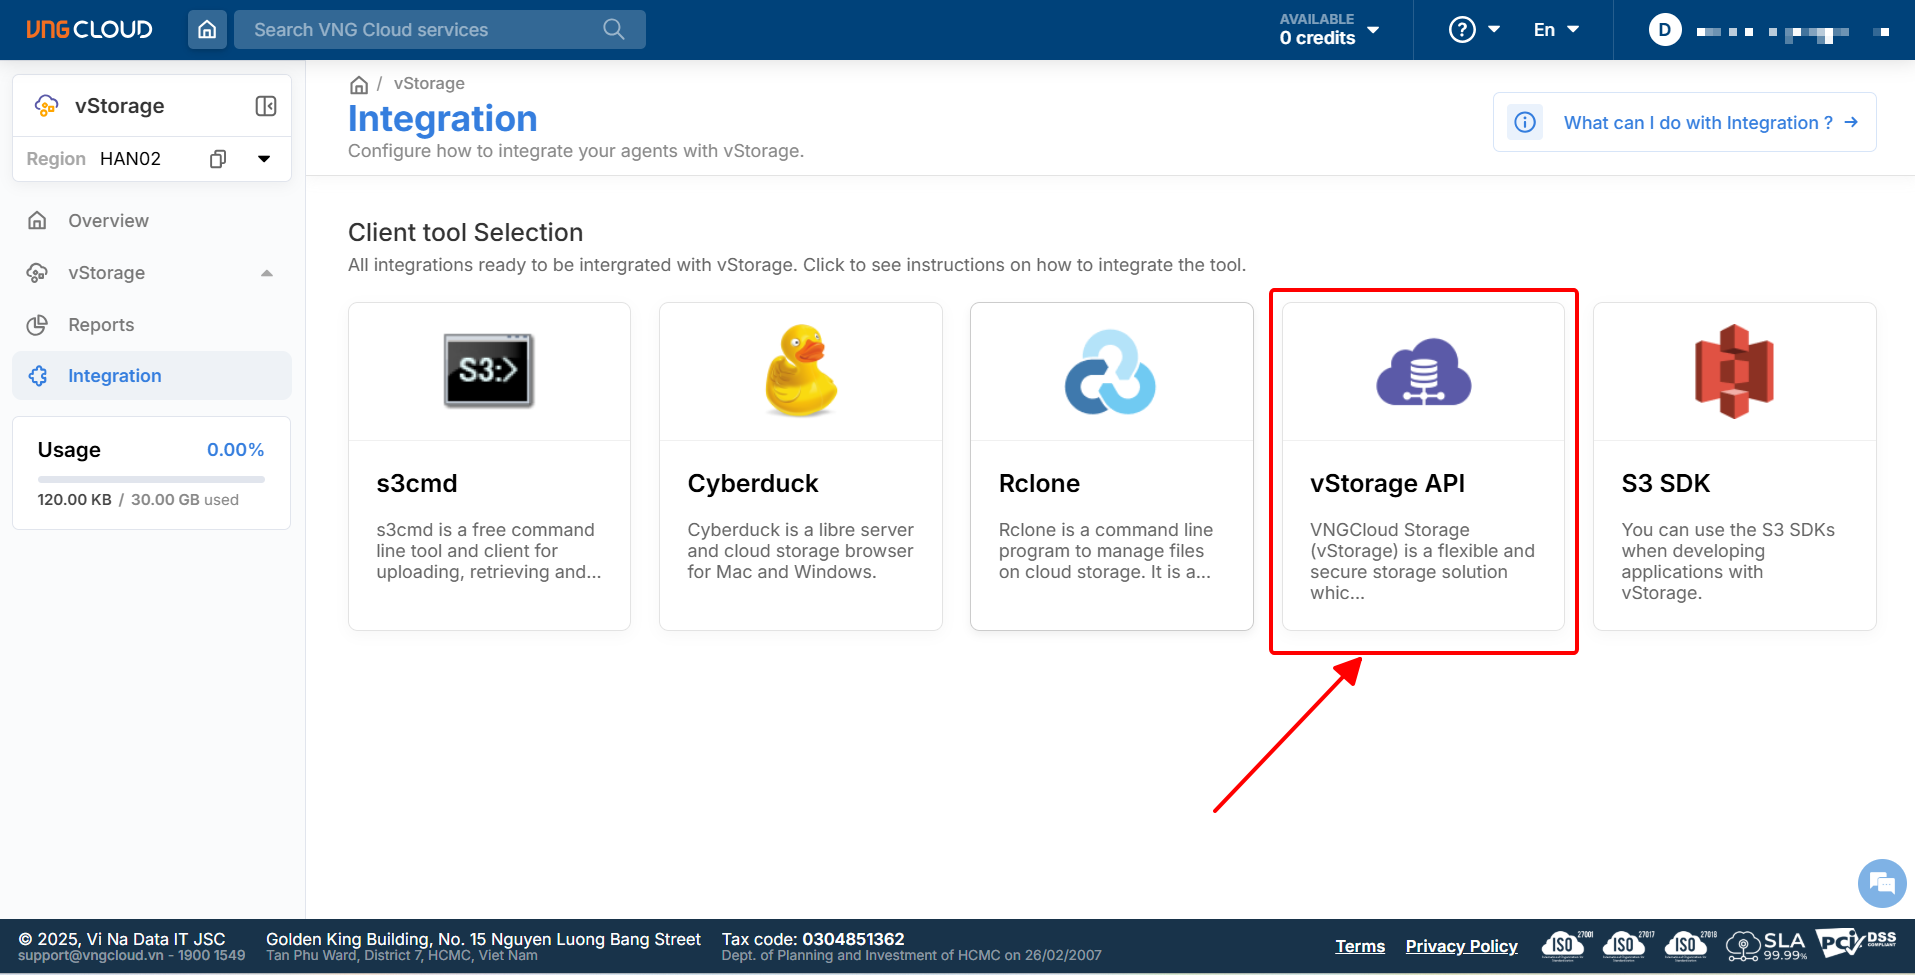 VNG CLOUD
Search VNG Cloud services
AVAILABLE
0 credits
?
En
D
vStorage
Region HAN02
Overview
vStorage
Reports
Integration
Usage 0.00%
120.00 KB / 30.00 GB used
/ vStorage
Integration
Configure how to integrate your agents with vStorage.
What can I do with Integration ?
Client tool Selection
All integrations ready to be intergrated with vStorage. Click to see instructions on how to integrate the tool.
S3:>
s3cmd
s3cmd is a free command
line tool and client for
uploading, retrieving and...
Cyberduck
Cyberduck is a libre server
and cloud storage browser
for Mac and Windows.
Rclone
Rclone is a command line
program to manage files
on cloud storage. It is a...
vStorage API
VNGCloud Storage
(vStorage) is a flexible and
secure storage solution
whic...
S3 SDK
You can use the S3 SDKs
when developing
applications with
vStorage.
© 2025, Vi Na Data IT JSC
support@vngcloud.vn - 1900 1549
Golden King Building, No. 15 Nguyen Luong Bang Street
Tan Phu Ward, District 7, HCMC, Viet Nam
Tax code: 0304851362
Dept. of Planning and Investment of HCMC on 26/02/2007
Terms
Privacy Policy
ISO 27001
ISO 27017
ISO 27018
SLA
99.99%
PCI DSS
COMPLIANT